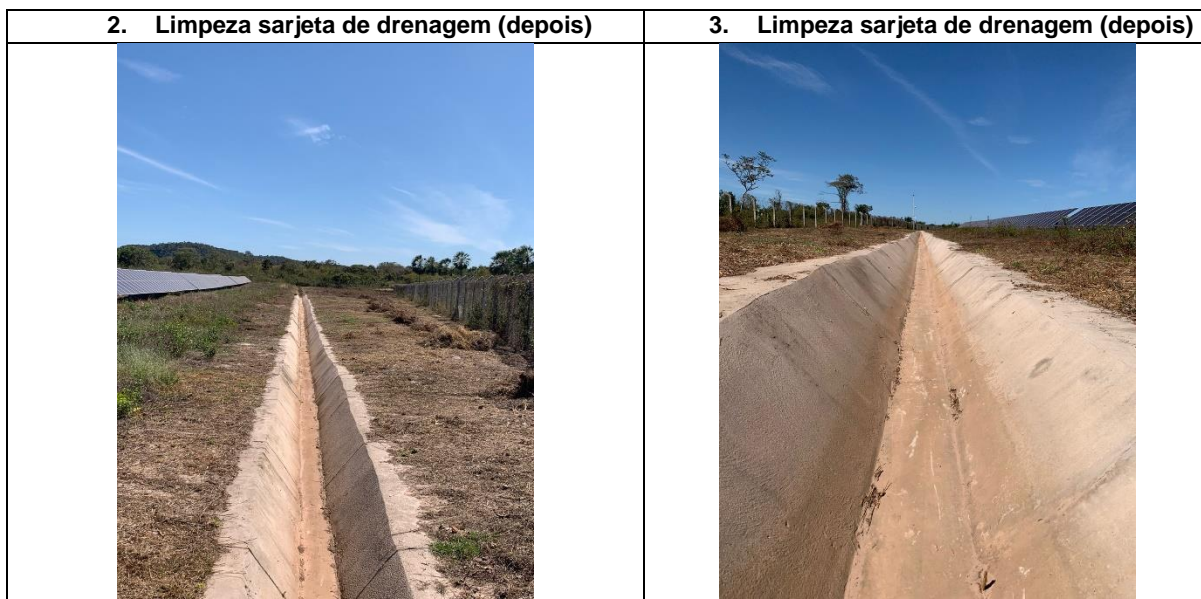 2. Limpeza sarjeta de drenagem (depois)
3. Limpeza sarjeta de drenagem (depois)